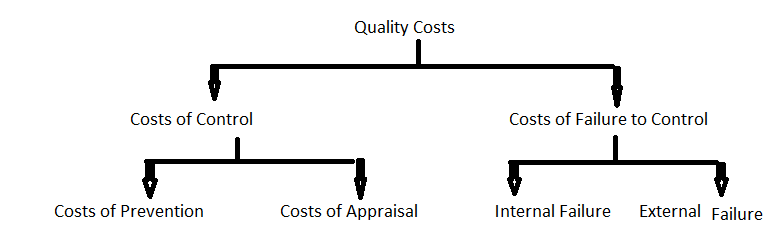 Quality Costs
Costs of Control
Costs of Failure to Control
Costs of Prevention
Costs of Appraisal
Internal Failure
External Failure